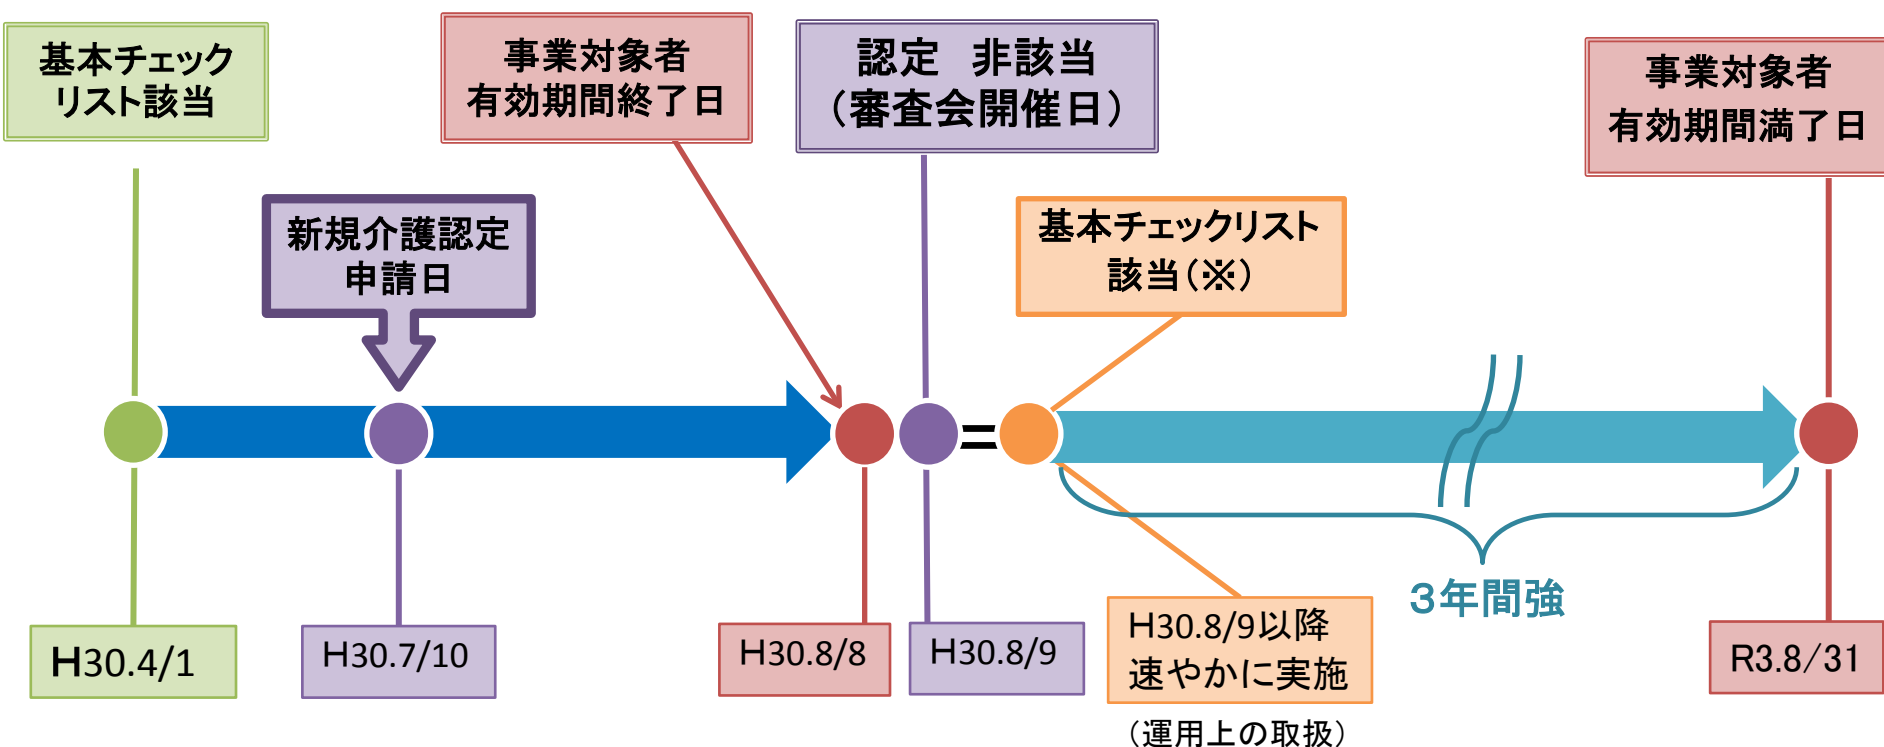 基本チェック
リスト該当
事業対象者
有効期間終了日
認定　非該当
（審査会開催日）
事業対象者
有効期間満了日
新規介護認定
申請日
基本チェックリスト
該当（※）
３年間強
H30.4/1
H30.7/10
H30.8/8
H30.8/9
H30.8/9以降
速やかに実施
（運用上の取扱）
R3.8/31